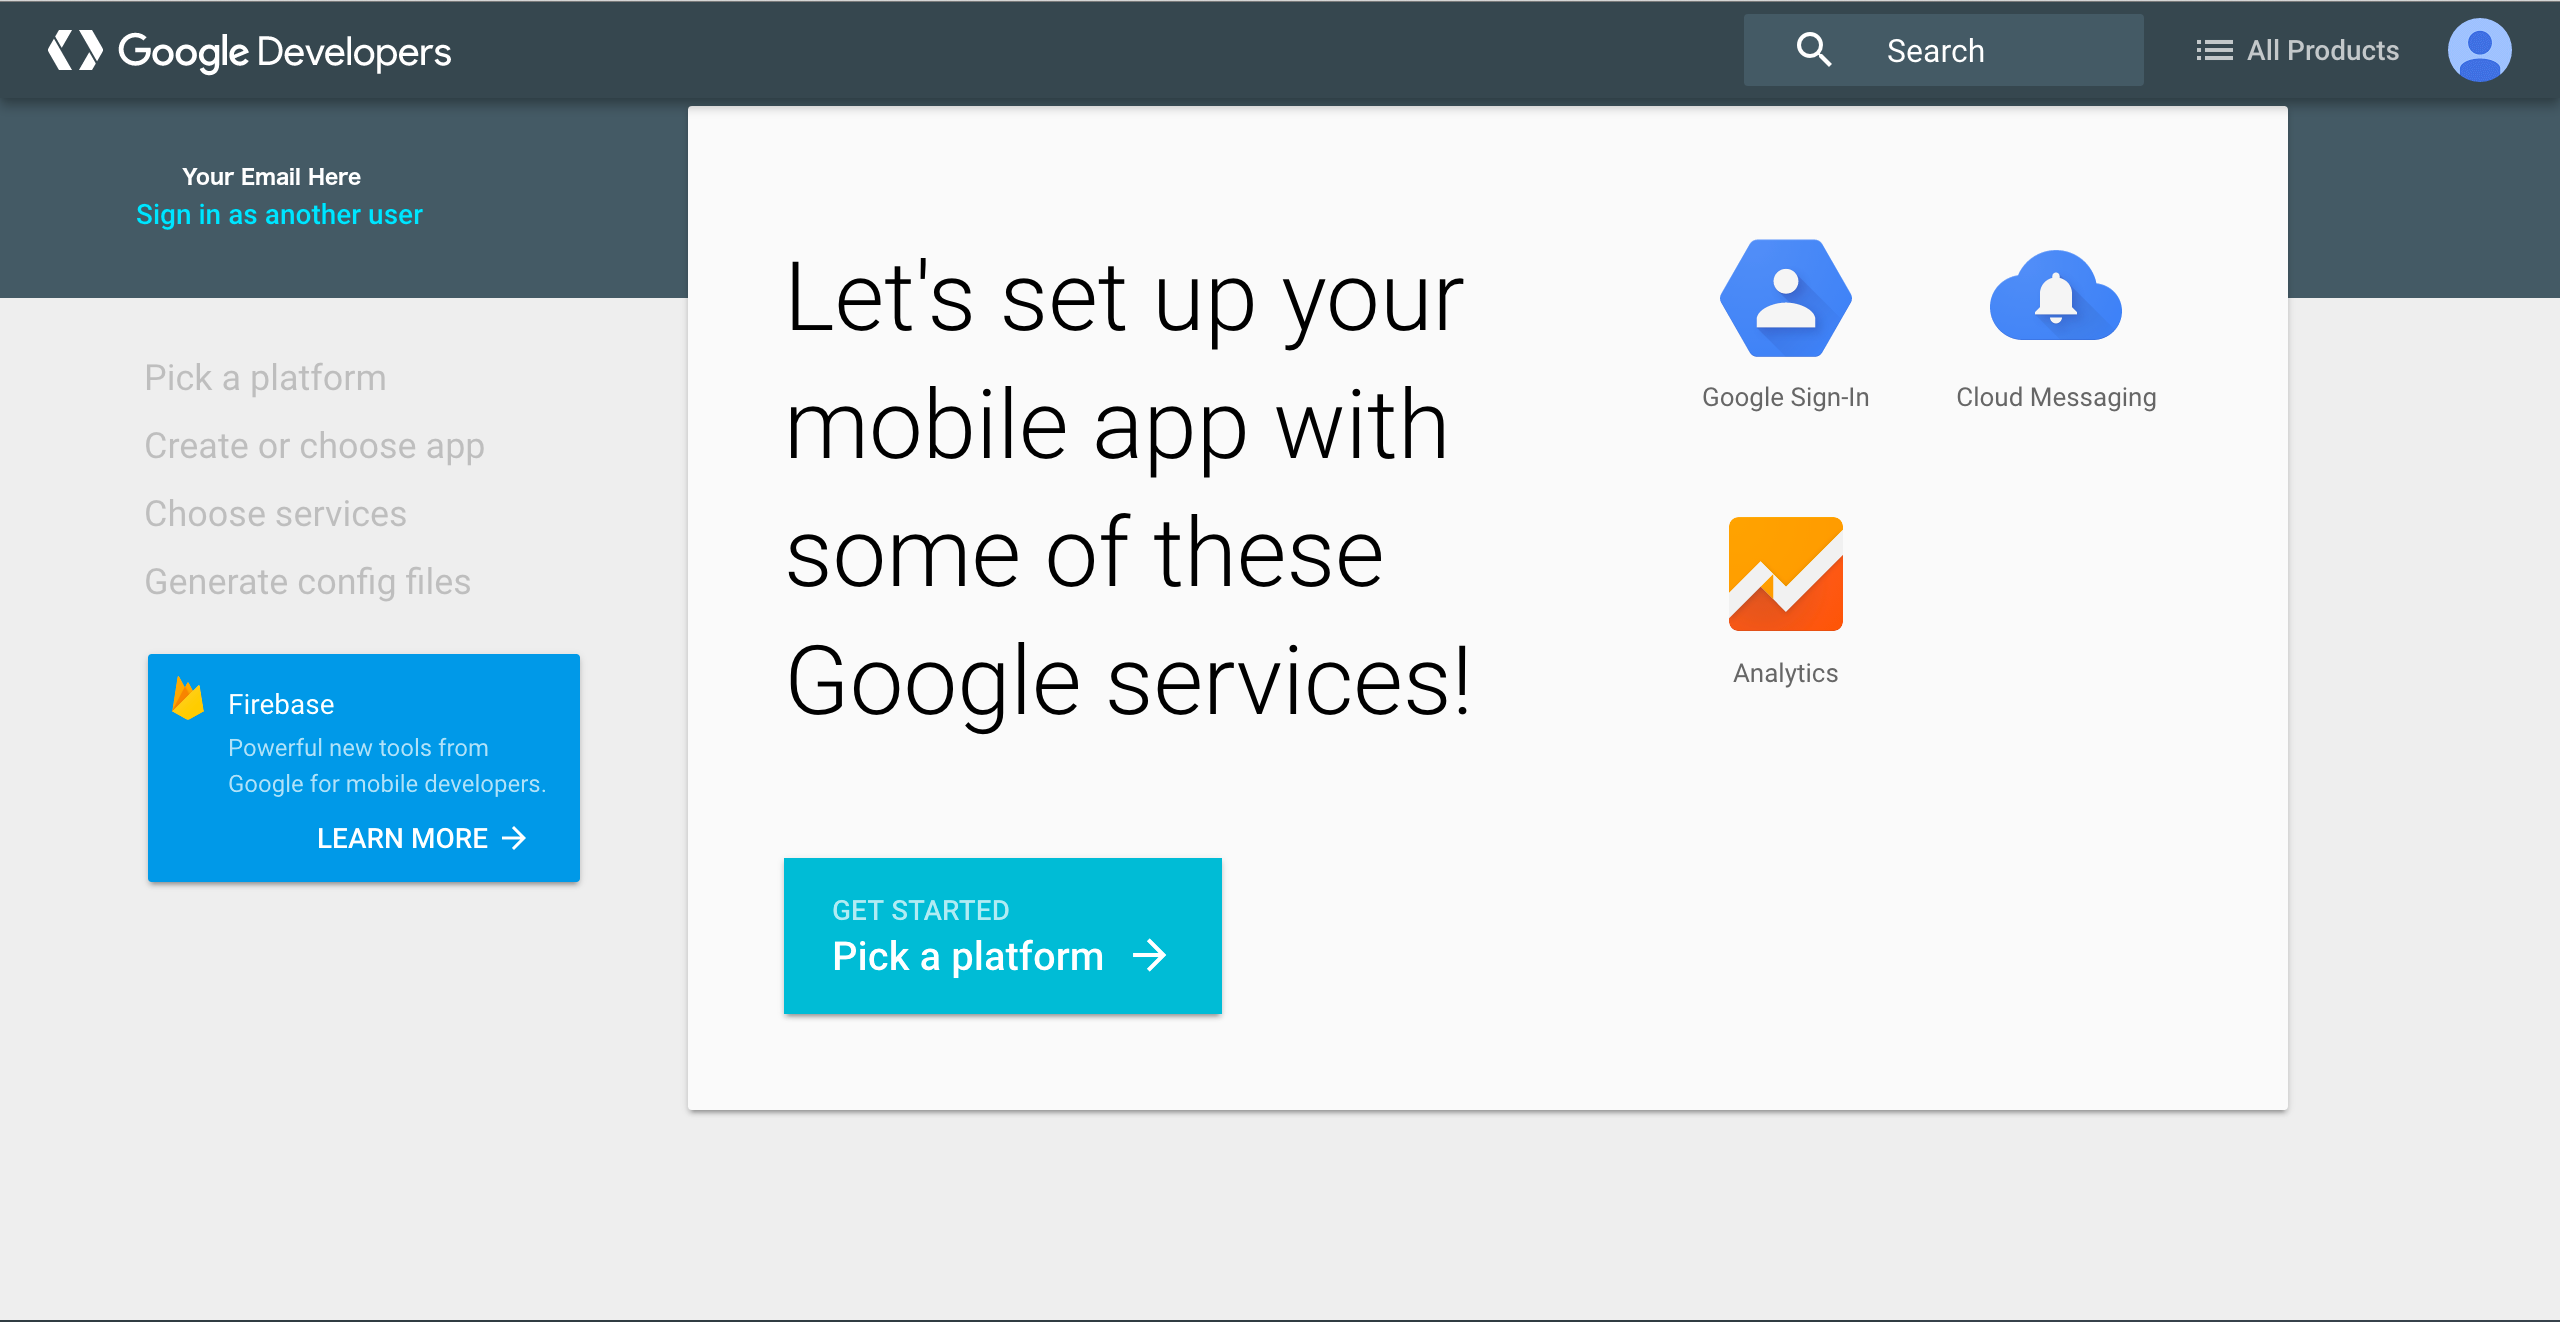 Google Developers
Search
All Products
Your Email Here
Sign in as another user
Pick a platform
Create or choose app
Choose services
Generate config files
Firebase
Powerful new tools from
Google for mobile developers.
LEARN MORE
Let's set up your
mobile app with
some of these
Google services!
Google Sign-In
Cloud Messaging
Analytics
GET STARTED
Pick a platform